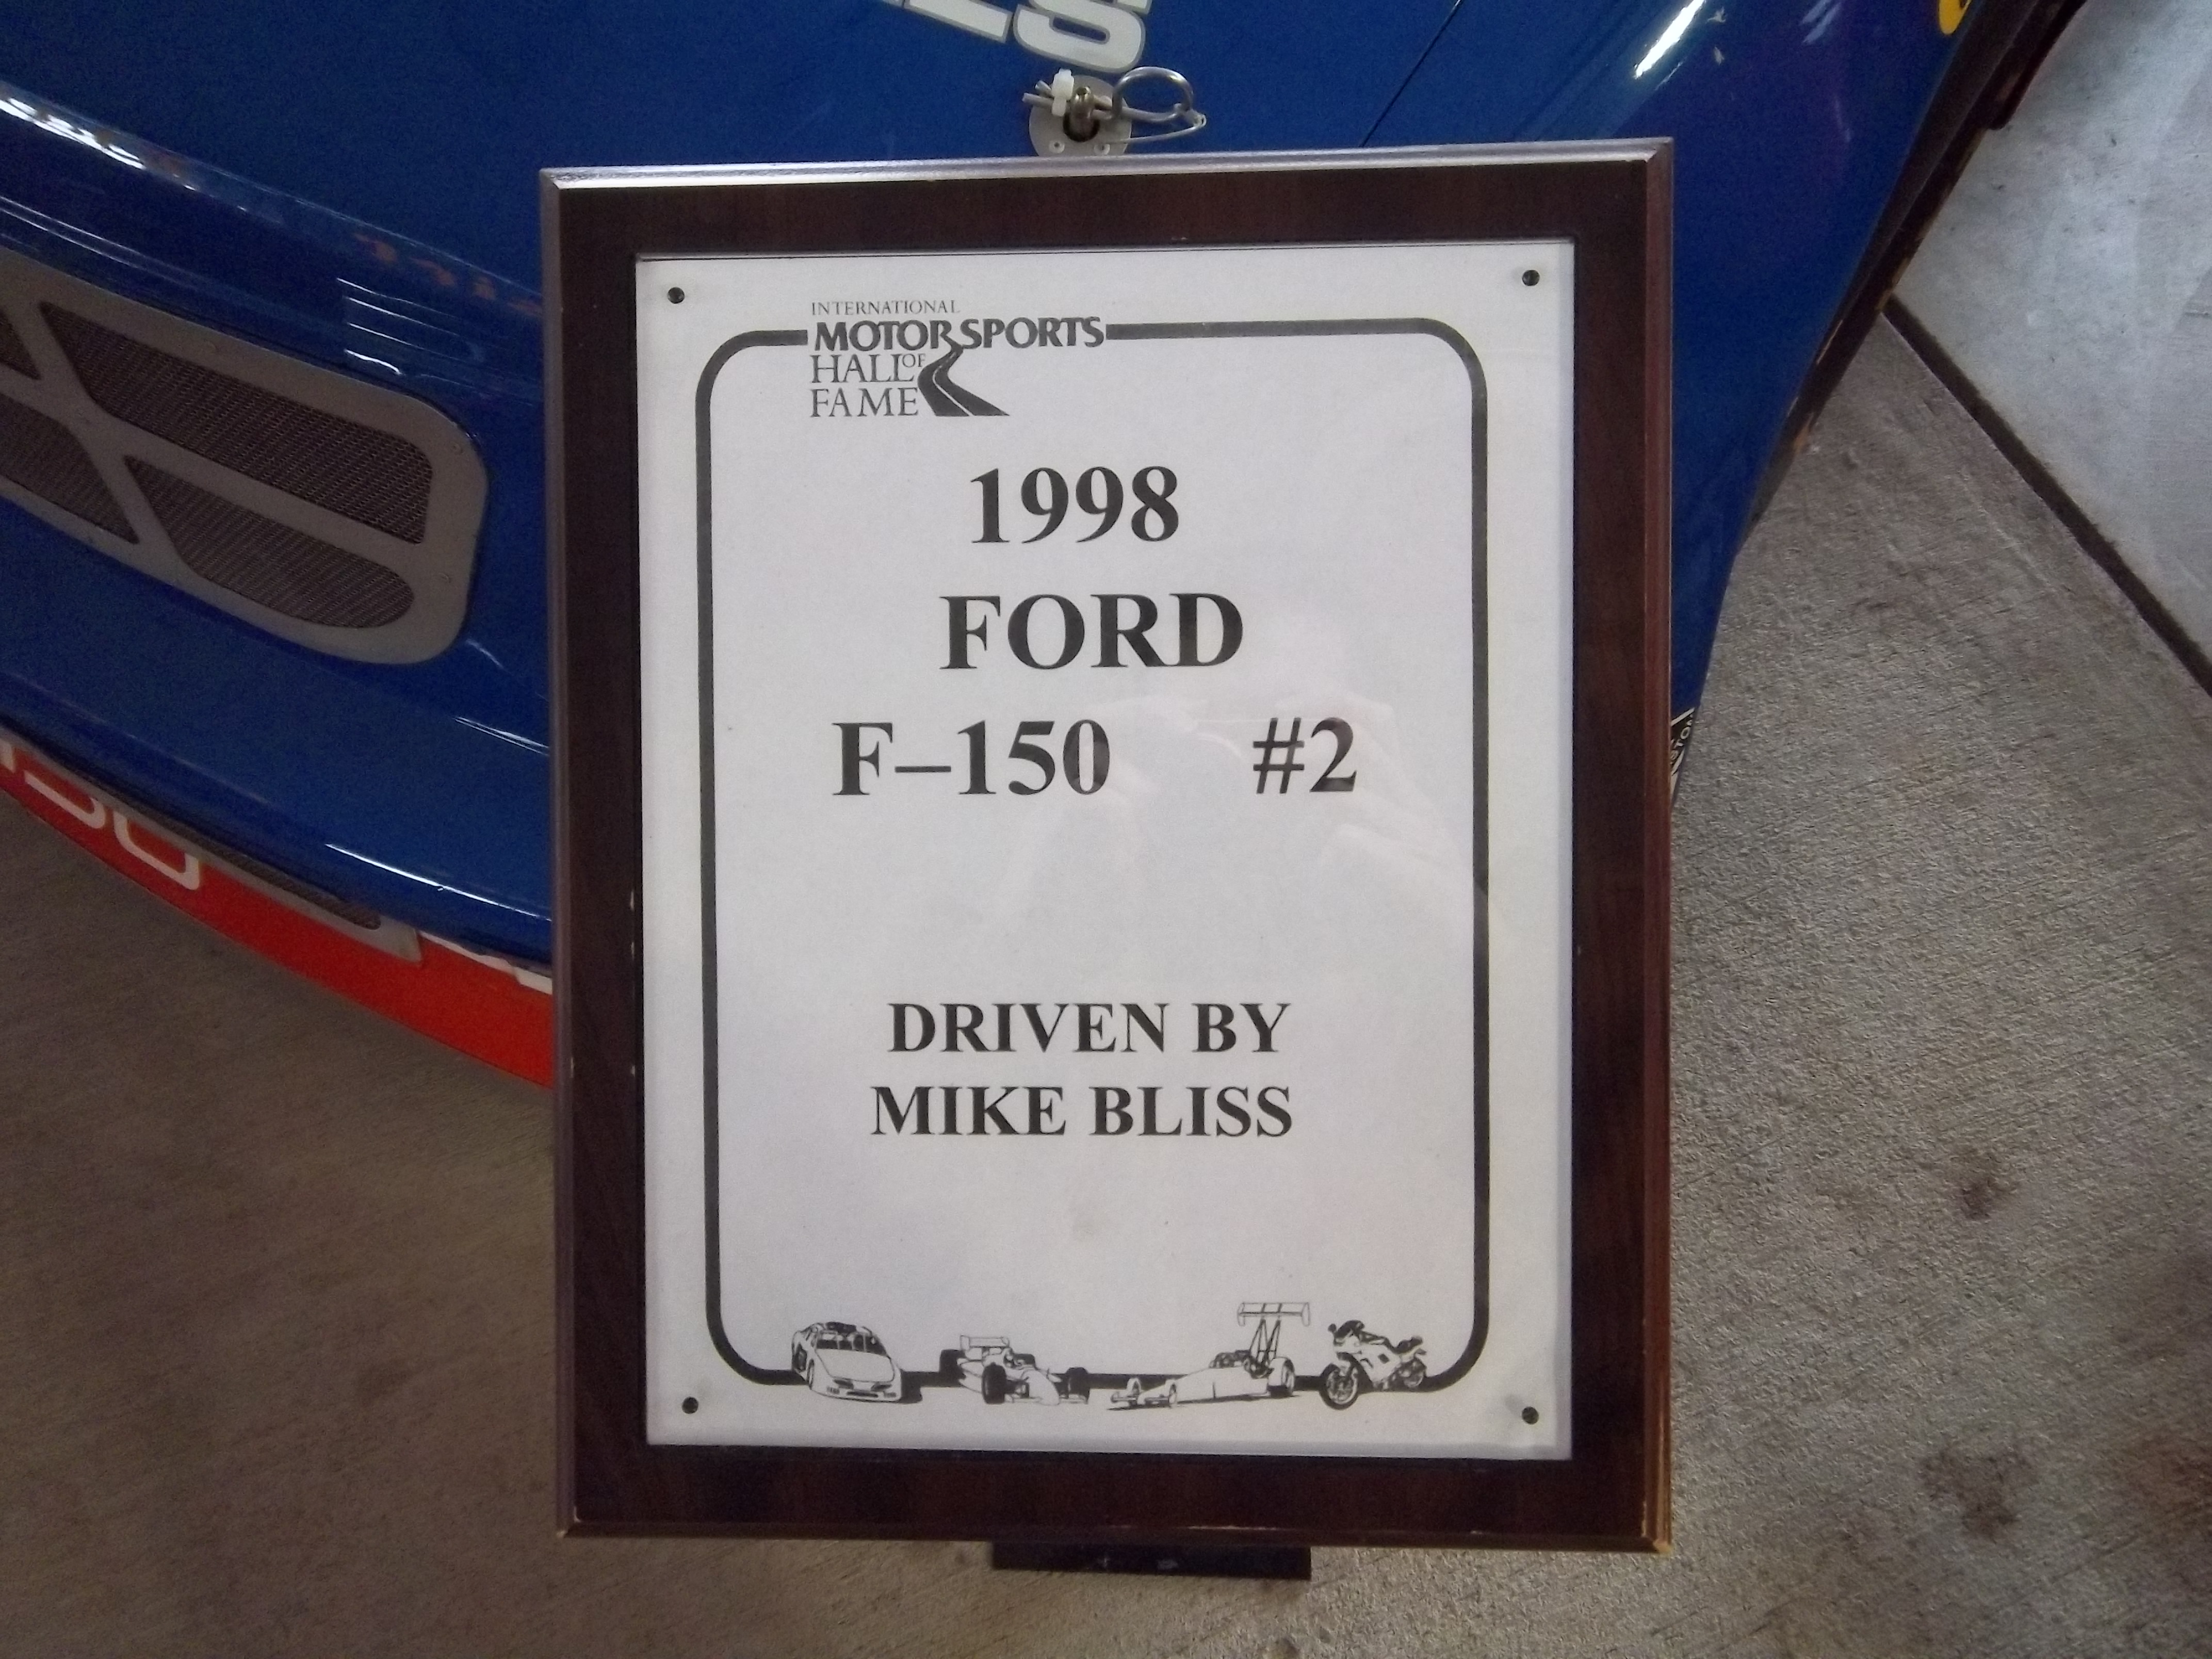 INTERNATIONAL
MOTORSPORTS
HALL OF
FAME
1998
FORD
F–150 #2
DRIVEN BY
MIKE BLISS